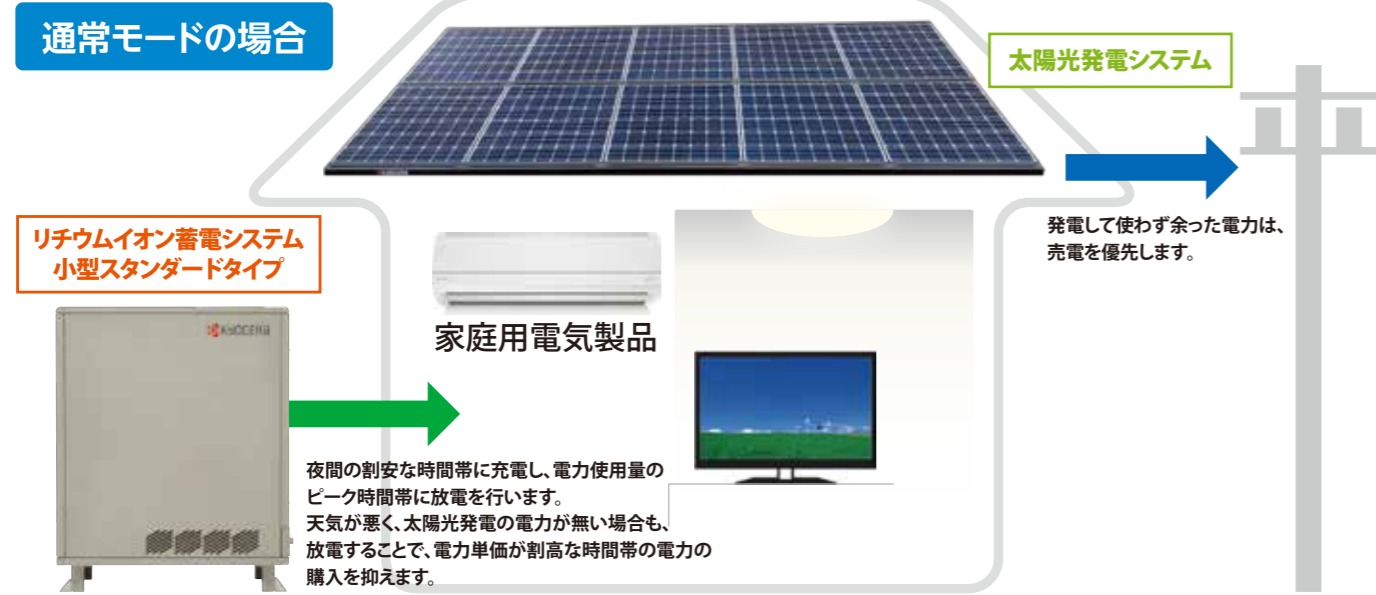 通常モードの場合
太陽光発電システム
発電して使わず余った電力は、
売電を優先します。
リチウムイオン蓄電システム
小型スタンダードタイプ
KYOCERA
家庭用電気製品
夜間の割安な時間帯に充電し、電力使用量の
ピーク時間帯に放電を行います。
天気が悪く、太陽光発電の電力が無い場合も、
放電することで、電力単価が割高な時間帯の電力の
購入を抑えます。